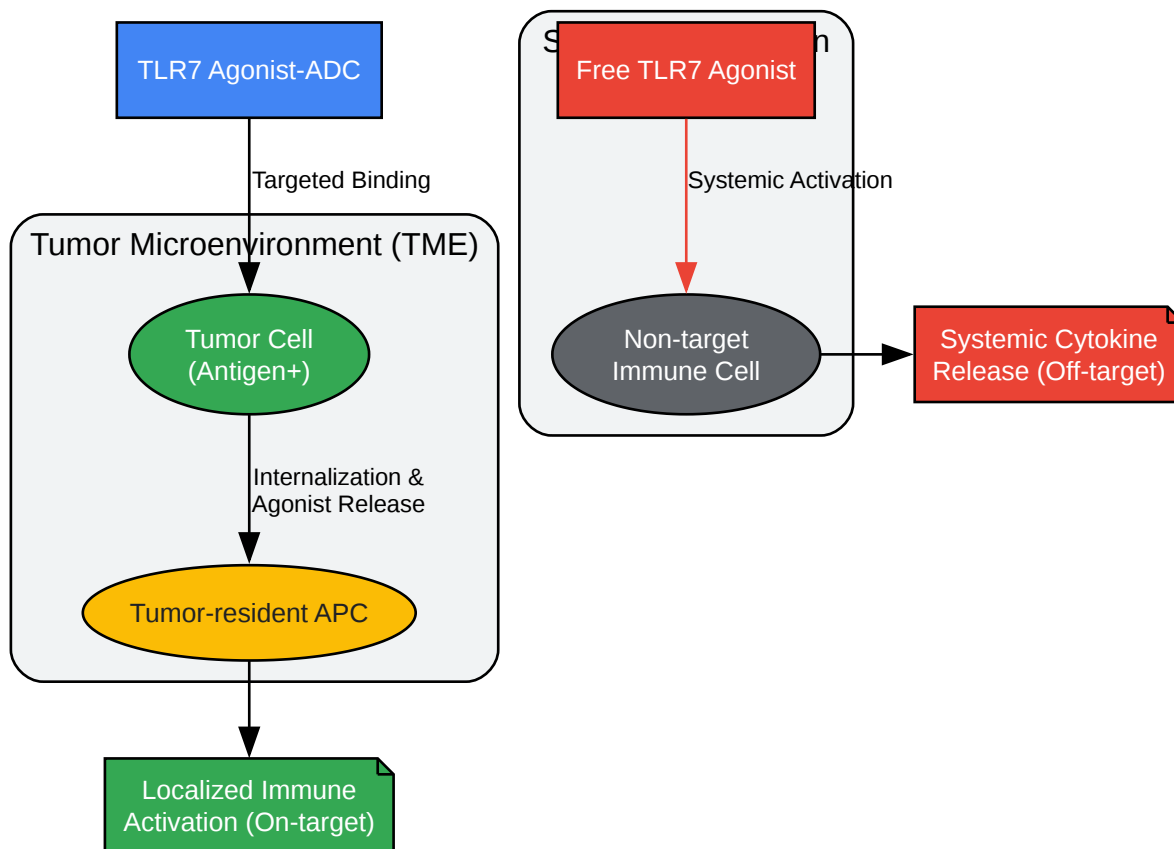 TLR7 Agonist-ADC
Targeted Binding
Tumor Microenvironment (TME)
Tumor Cell
(Antigen+)
Internalization &
Agonist Release
Tumor-resident APC
Localized Immune
Activation (On-target)
Free TLR7 Agonist
Systemic Activation
Non-target
Immune Cell
Systemic Cytokine
Release (Off-target)